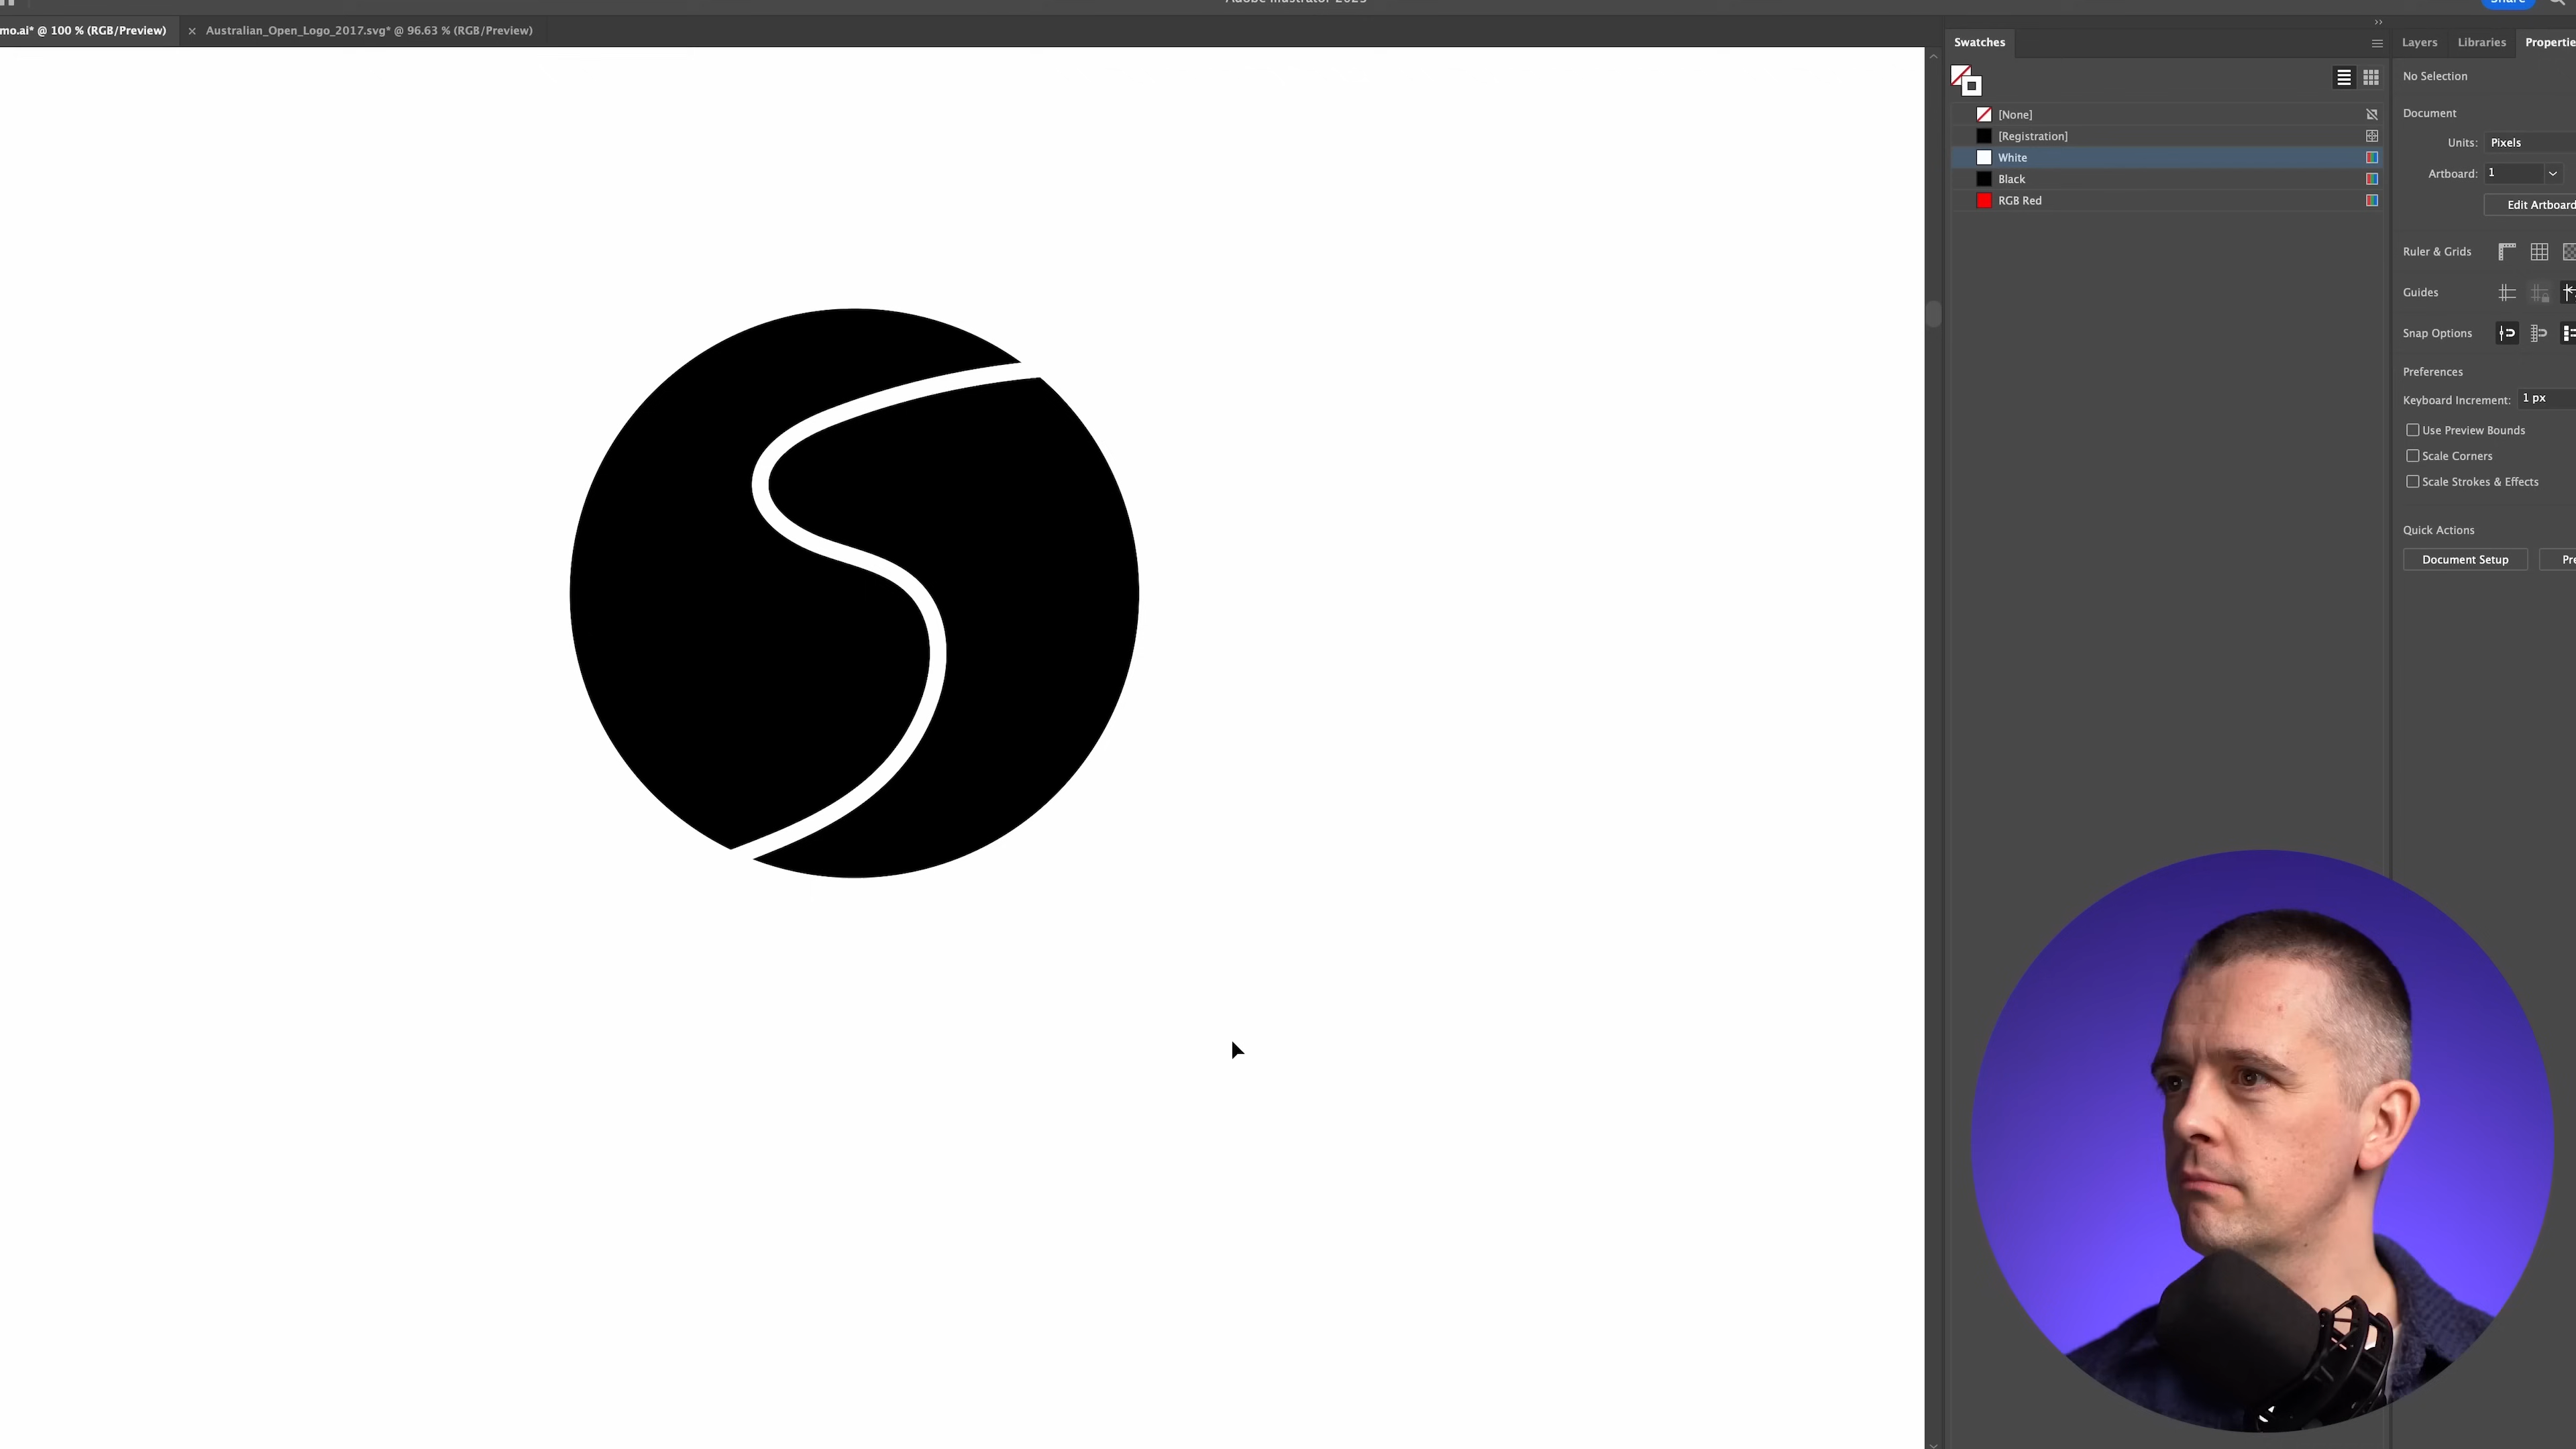 mo.ai* @ 100 % (RGB/Preview)
× Australian_Open_Logo_2017.svg* @ 96.63 % (RGB/Preview)
Share
Swatches
[None]
[Registration]
White
Black
RGB Red
Layers Libraries Propertie
No Selection
Document
Units: Pixels
Artboard: 1
Edit Artboard
Ruler & Grids
Guides
Snap Options
Preferences
Keyboard Increment: 1 px
Use Preview Bounds
Scale Corners
Scale Strokes & Effects
Quick Actions
Document Setup
Pre